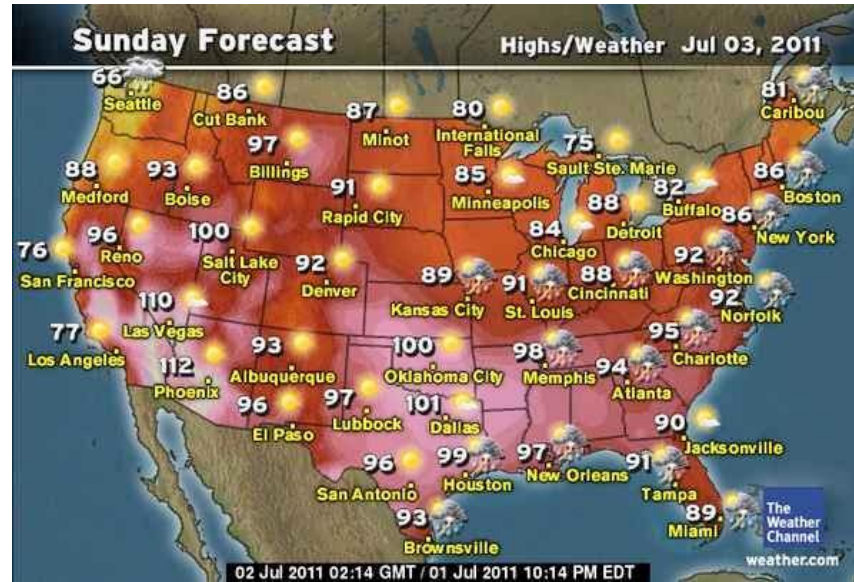 Sunday Forecast
Highs/Weather Jul 03, 2011
66
Seattle
86
Cut Bank
87
Minot
80
International
Falls
81
Caribou
97
Billings
75
Sault Ste. Marie
88
Medford
93
Boise
91
Rapid City
85
Minneapolis
88
Detroit
82
Buffalo
86
Boston
76
San Francisco
96
Reno
100
Salt Lake
City
92
Denver
84
Chicago
86
New York
89
Kansas City
91
St. Louis
88
Cincinnati
92
Washington
110
Las Vegas
92
Norfolk
77
Los Angeles
112
Phoenix
93
Albuquerque
100
Oklahoma City
98
Memphis
95
Charlotte
94
Atlanta
96
El Paso
97
Lubbock
101
Dallas
90
Jacksonville
96
San Antonio
99
Houston
97
New Orleans
91
Tampa
93
Brownsville
89
Miami
The
Weather
Channel
weather.com
02 Jul 2011 02:14 GMT / 01 Jul 2011 10:14 PM EDT